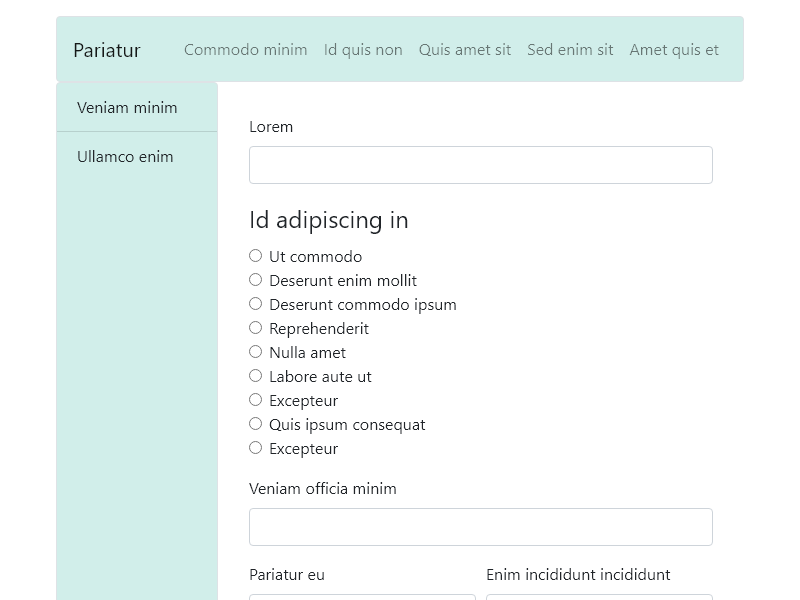 Pariatur Commodo minim Id quis non Quis amet sit Sed enim sit Amet quis et
Veniam minim
Ullamco enim
Lorem
Id adipiscing in
Ut commodo
Deserunt enim mollit
Deserunt commodo ipsum
Reprehenderit
Nulla amet
Labore aute ut
Excepteur
Quis ipsum consequat
Excepteur
Veniam officia minim
Pariatur eu Enim incididunt incididunt